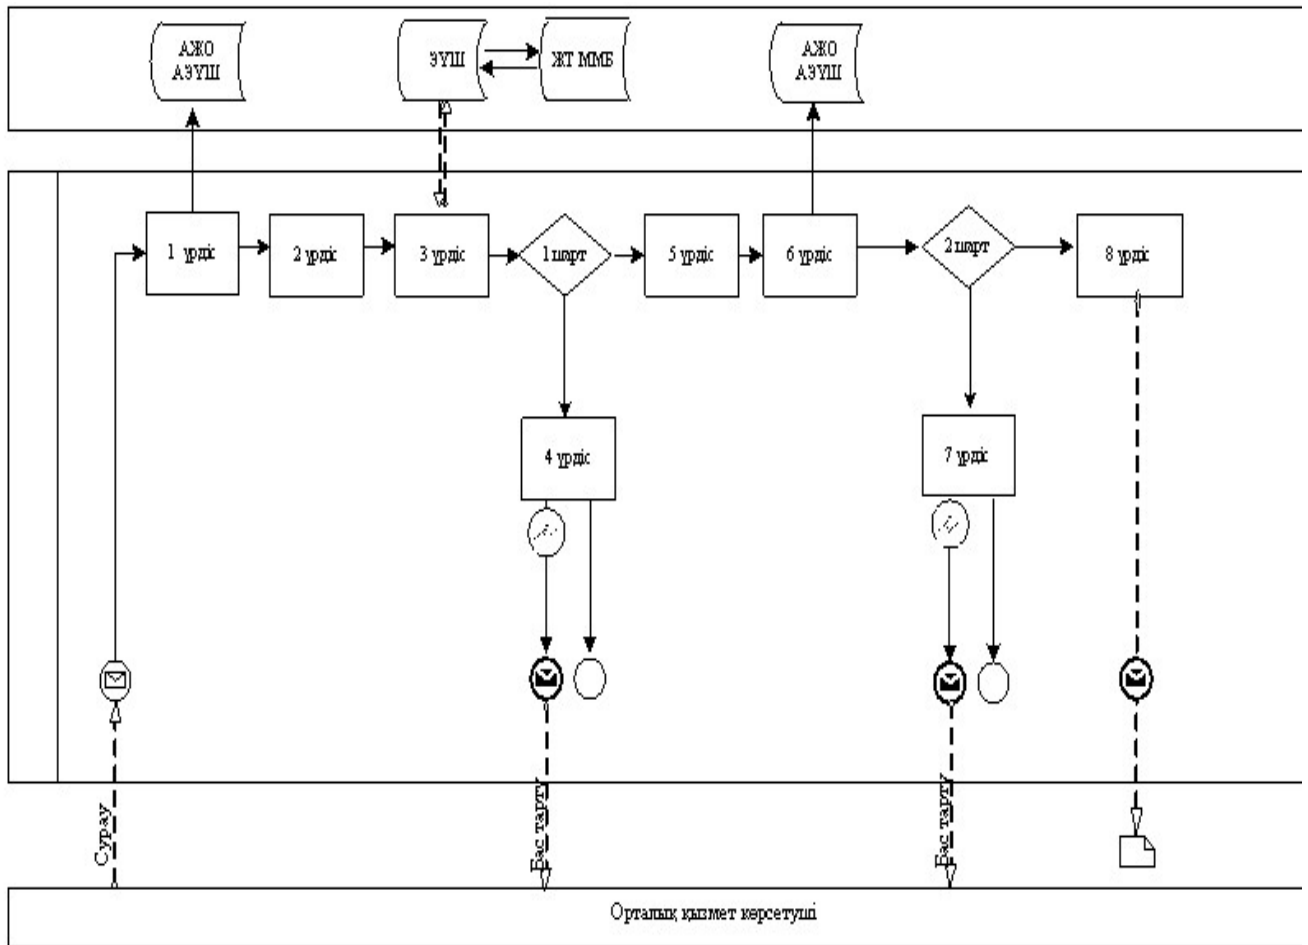 АЖО
АЭҮШ
ЭҮШ
ЖТ ММБ
АЖО
АЭҮШ
1 үрдіс
2 үрдіс
3 үрдіс
1 шарт
5 үрдіс
6 үрдіс
2 шарт
8 үрдіс
4 үрдіс
7 үрдіс
Сұрау
Бас тарту
Бас тарту
Орталық қызмет көрсетуші